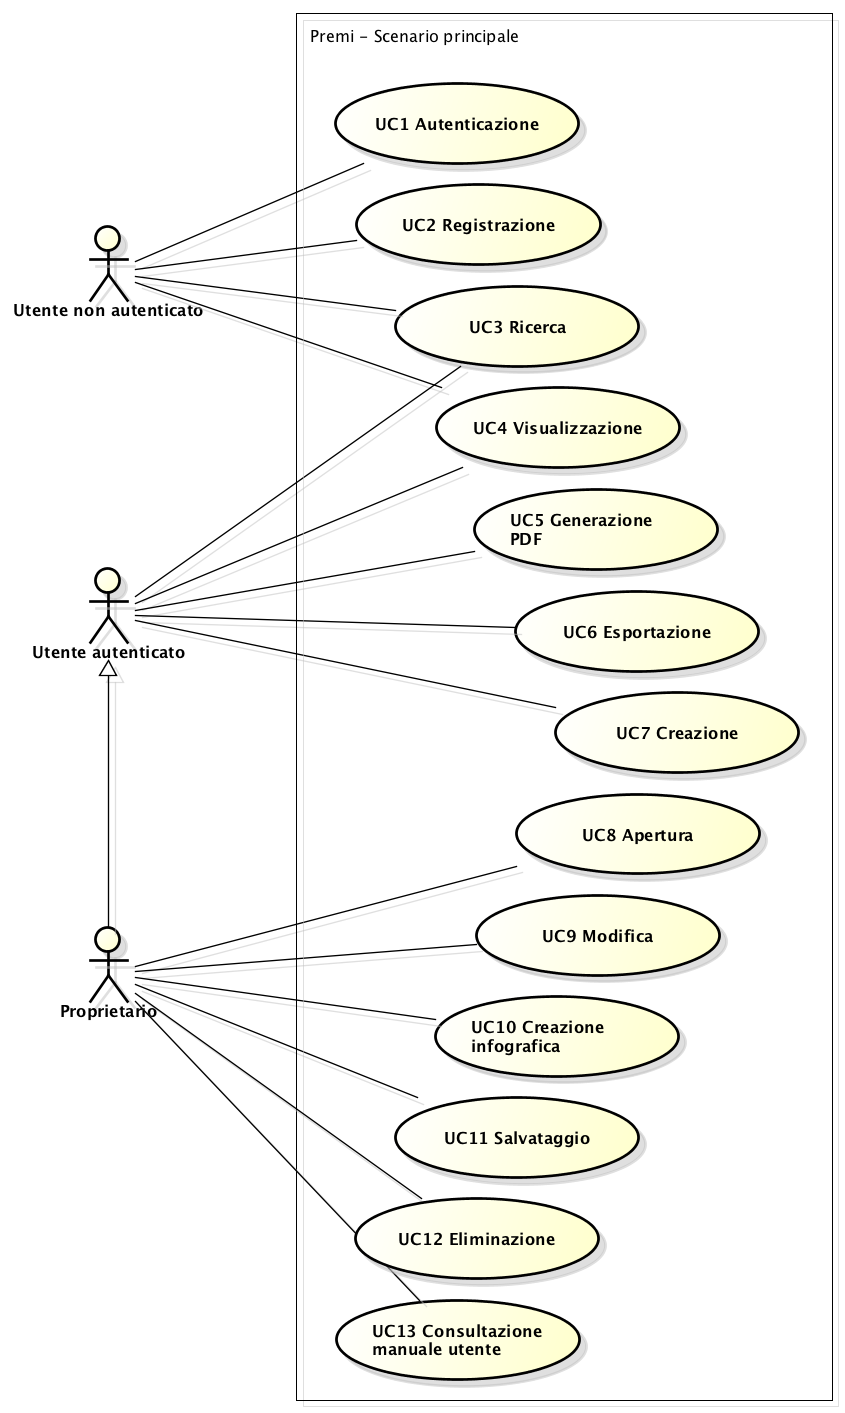 Premi - Scenario principale
UC1 Autenticazione
UC2 Registrazione
Utente non autenticato
UC3 Ricerca
UC4 Visualizzazione
UC5 Generazione
PDF
UC6 Esportazione
Utente autenticato
UC7 Creazione
UC8 Apertura
UC9 Modifica
Proprietario
UC10 Creazione
infografica
UC11 Salvataggio
UC12 Eliminazione
UC13 Consultazione
manuale utente